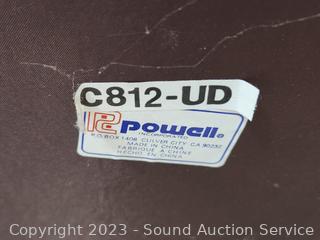 C812-UD
Powell®
INCORPORATED
P.O. BOX 1408 CULVER CITY, CA 90232
MADE IN CHINA
FABRIQUE A CHINE
HECHO EN CHINA
Copyright 2023 - Sound Auction Service